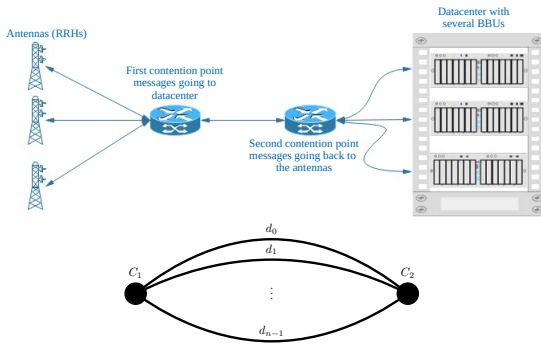 Datacenter with
several BBUs
Antennas (RRHs)
First contention point
messages going to
datacenter
Second contention point
messages going back to
the antennas
d₀
d₁
C₁
C₂
⋮
dₙ₋₁